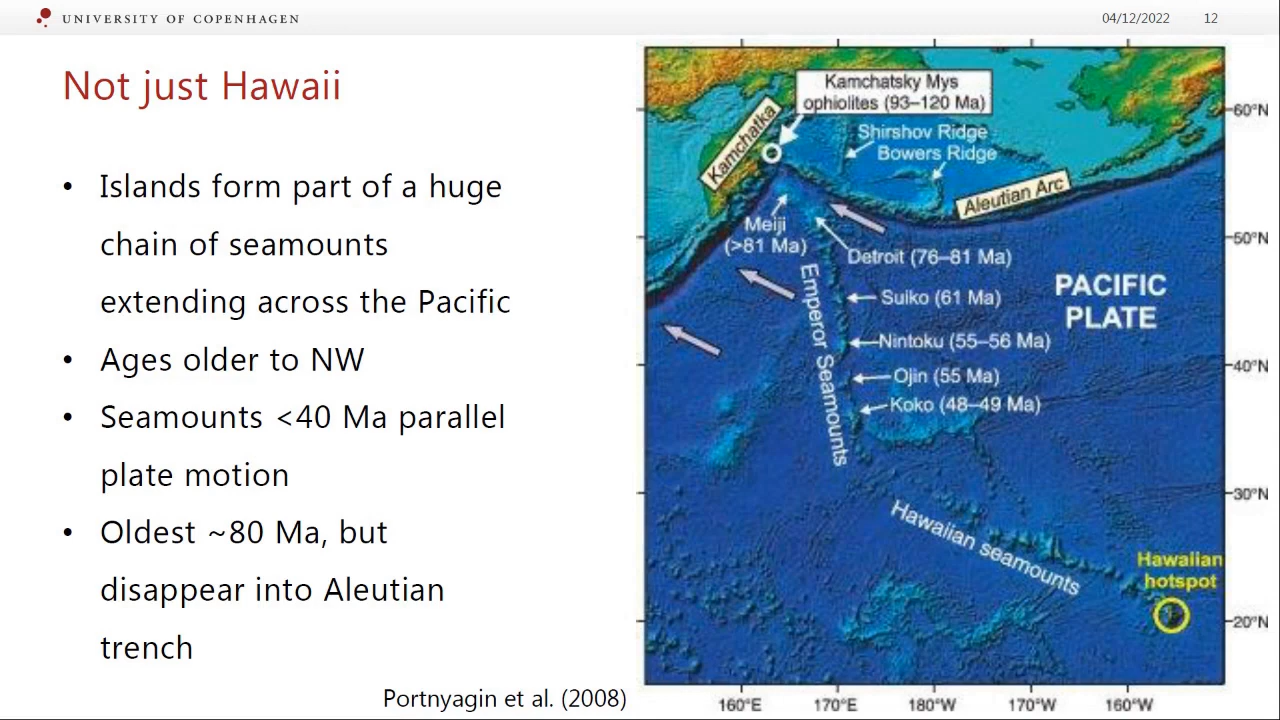 UNIVERSITY OF COPENHAGEN
04/12/2022 12
Not just Hawaii
• Islands form part of a huge
chain of seamounts
extending across the Pacific
• Ages older to NW
• Seamounts <40 Ma parallel
plate motion
• Oldest ~80 Ma, but
disappear into Aleutian
trench
Portnyagin et al. (2008)
Kamchatsky Mys
ophiolites (93–120 Ma)
Kamchatka
Shirshov Ridge
Bowers Ridge
Aleutian Arc
Meiji
(>81 Ma)
Detroit (76–81 Ma)
Emperor Seamounts
Suiko (61 Ma)
PACIFIC
PLATE
Nintoku (55–56 Ma)
Ojin (55 Ma)
Koko (48–49 Ma)
Hawaiian seamounts
Hawaiian
hotspot
60°N
50°N
40°N
30°N
20°N
160°E 170°E 180°W 170°W 160°W